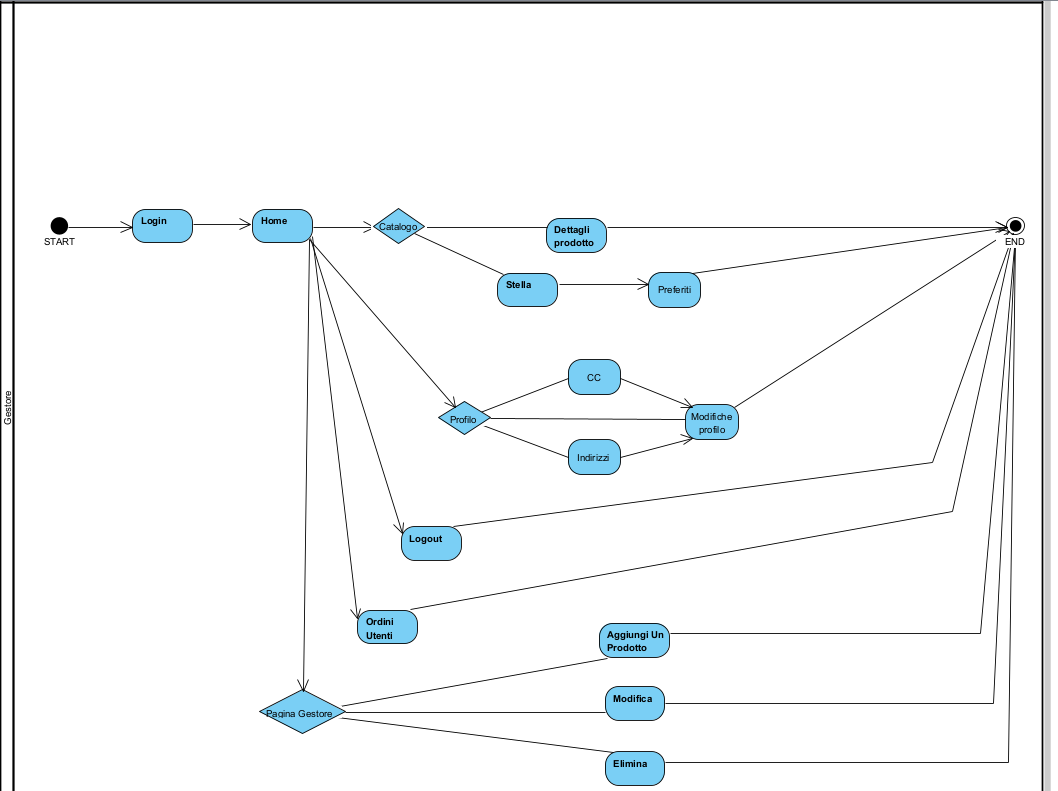 Login
Home
Catalogo
START
Dettagli
prodotto
END
Stella
Preferiti
CC
Gestore
Profilo
Modifiche
profilo
Indirizzi
Logout
Ordini
Utenti
Aggiungi Un
Prodotto
Modifica
Pagina Gestore
Elimina